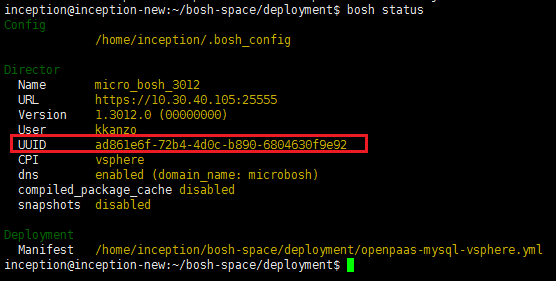 inception@inception-new:~/bosh-space/deployment$ bosh status
Config
/home/inception/.bosh_config
Director
Name micro_bosh_3012
URL https://10.30.40.105:25555
Version 1.3012.0 (00000000)
User kkanzo
UUID ad861e6f-72b4-4d0c-b890-6804630f9e92
CPI vsphere
dns enabled (domain_name: microbosh)
compiled_package_cache disabled
snapshots disabled
Deployment
Manifest /home/inception/bosh-space/deployment/openpaas-mysql-vsphere.yml
inception@inception-new:~/bosh-space/deployment$